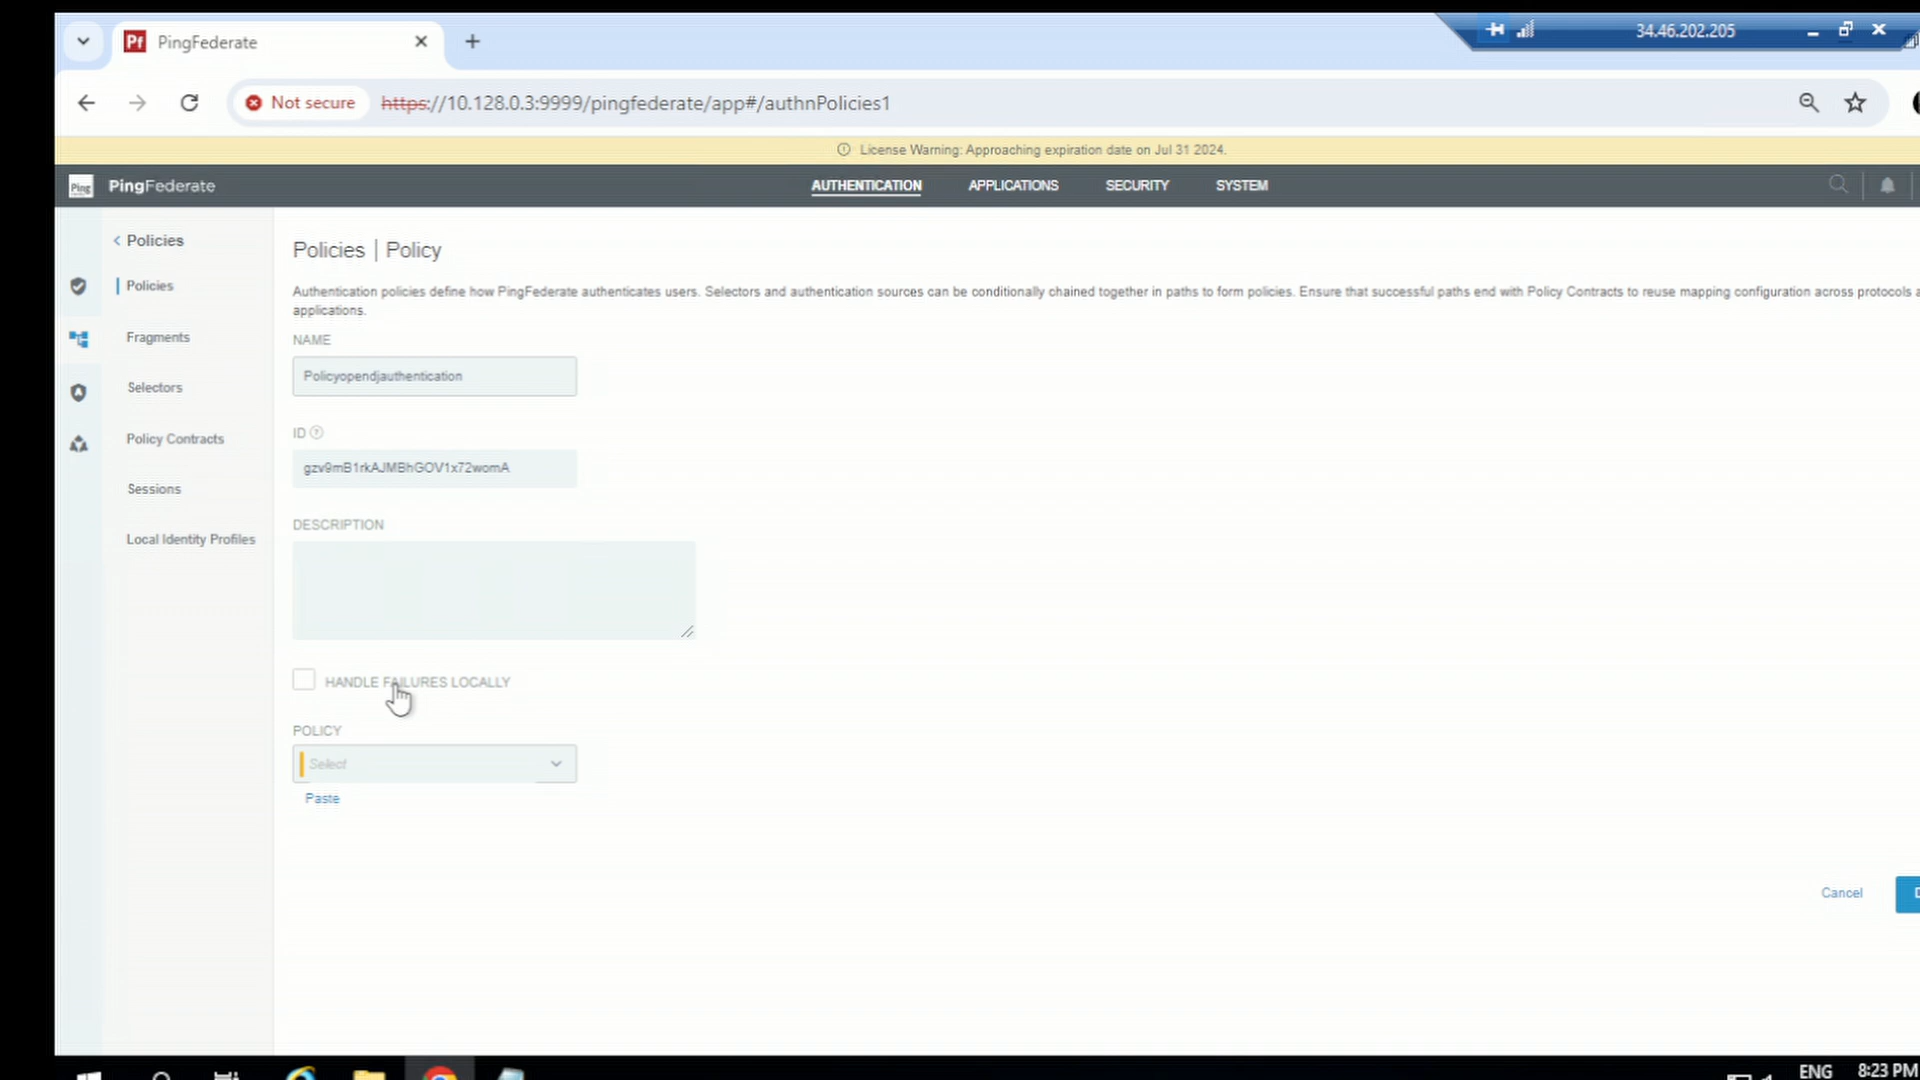 PingFederate
34.46.202.205
Not secure
https://10.128.0.3:9999/pingfederate/app#/authnPolicies1
License Warning: Approaching expiration date on Jul 31 2024.
Ping
PingFederate
AUTHENTICATION
APPLICATIONS
SECURITY
SYSTEM
Policies
Policies
Fragments
Selectors
Policy Contracts
Sessions
Local Identity Profiles
Policies | Policy
Authentication policies define how PingFederate authenticates users. Selectors and authentication sources can be conditionally chained together in paths to form policies. Ensure that successful paths end with Policy Contracts to reuse mapping configuration across protocols a
applications.
NAME
Policyopendjauthentication
ID
gzv9mB1rkAJMBhGOV1x72womA
DESCRIPTION
HANDLE FAILURES LOCALLY
POLICY
Select
Paste
Cancel
ENG
8:23 PM